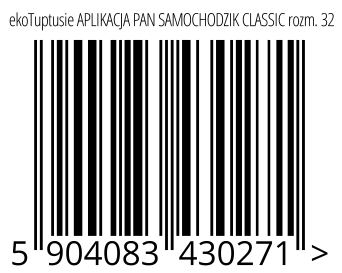 ekoTuptusie APLIKACJA PAN SAMOCHODZIK CLASSIC rozm. 32
5 904083 430271 >